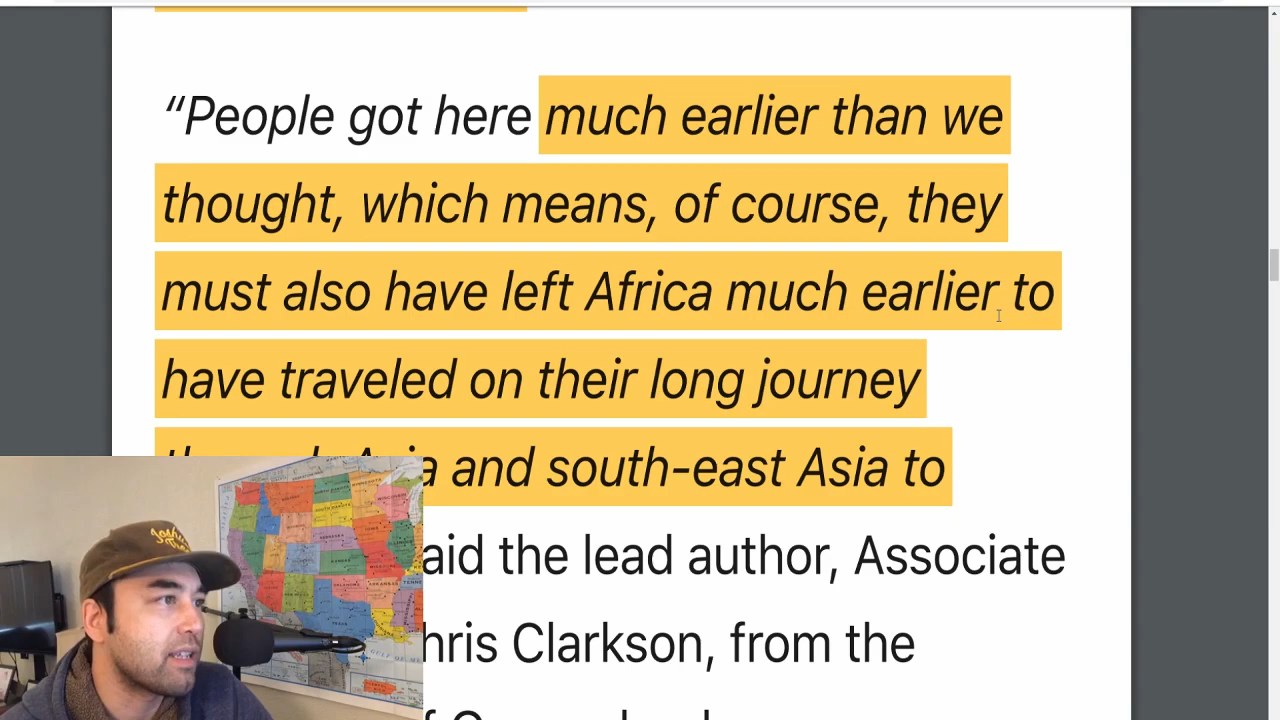 “People got here much earlier than we
thought, which means, of course, they
must also have left Africa much earlier to
have traveled on their long journey
and south-east Asia to
the lead author, Associate
Clarkson, from the
Joshua
Tree